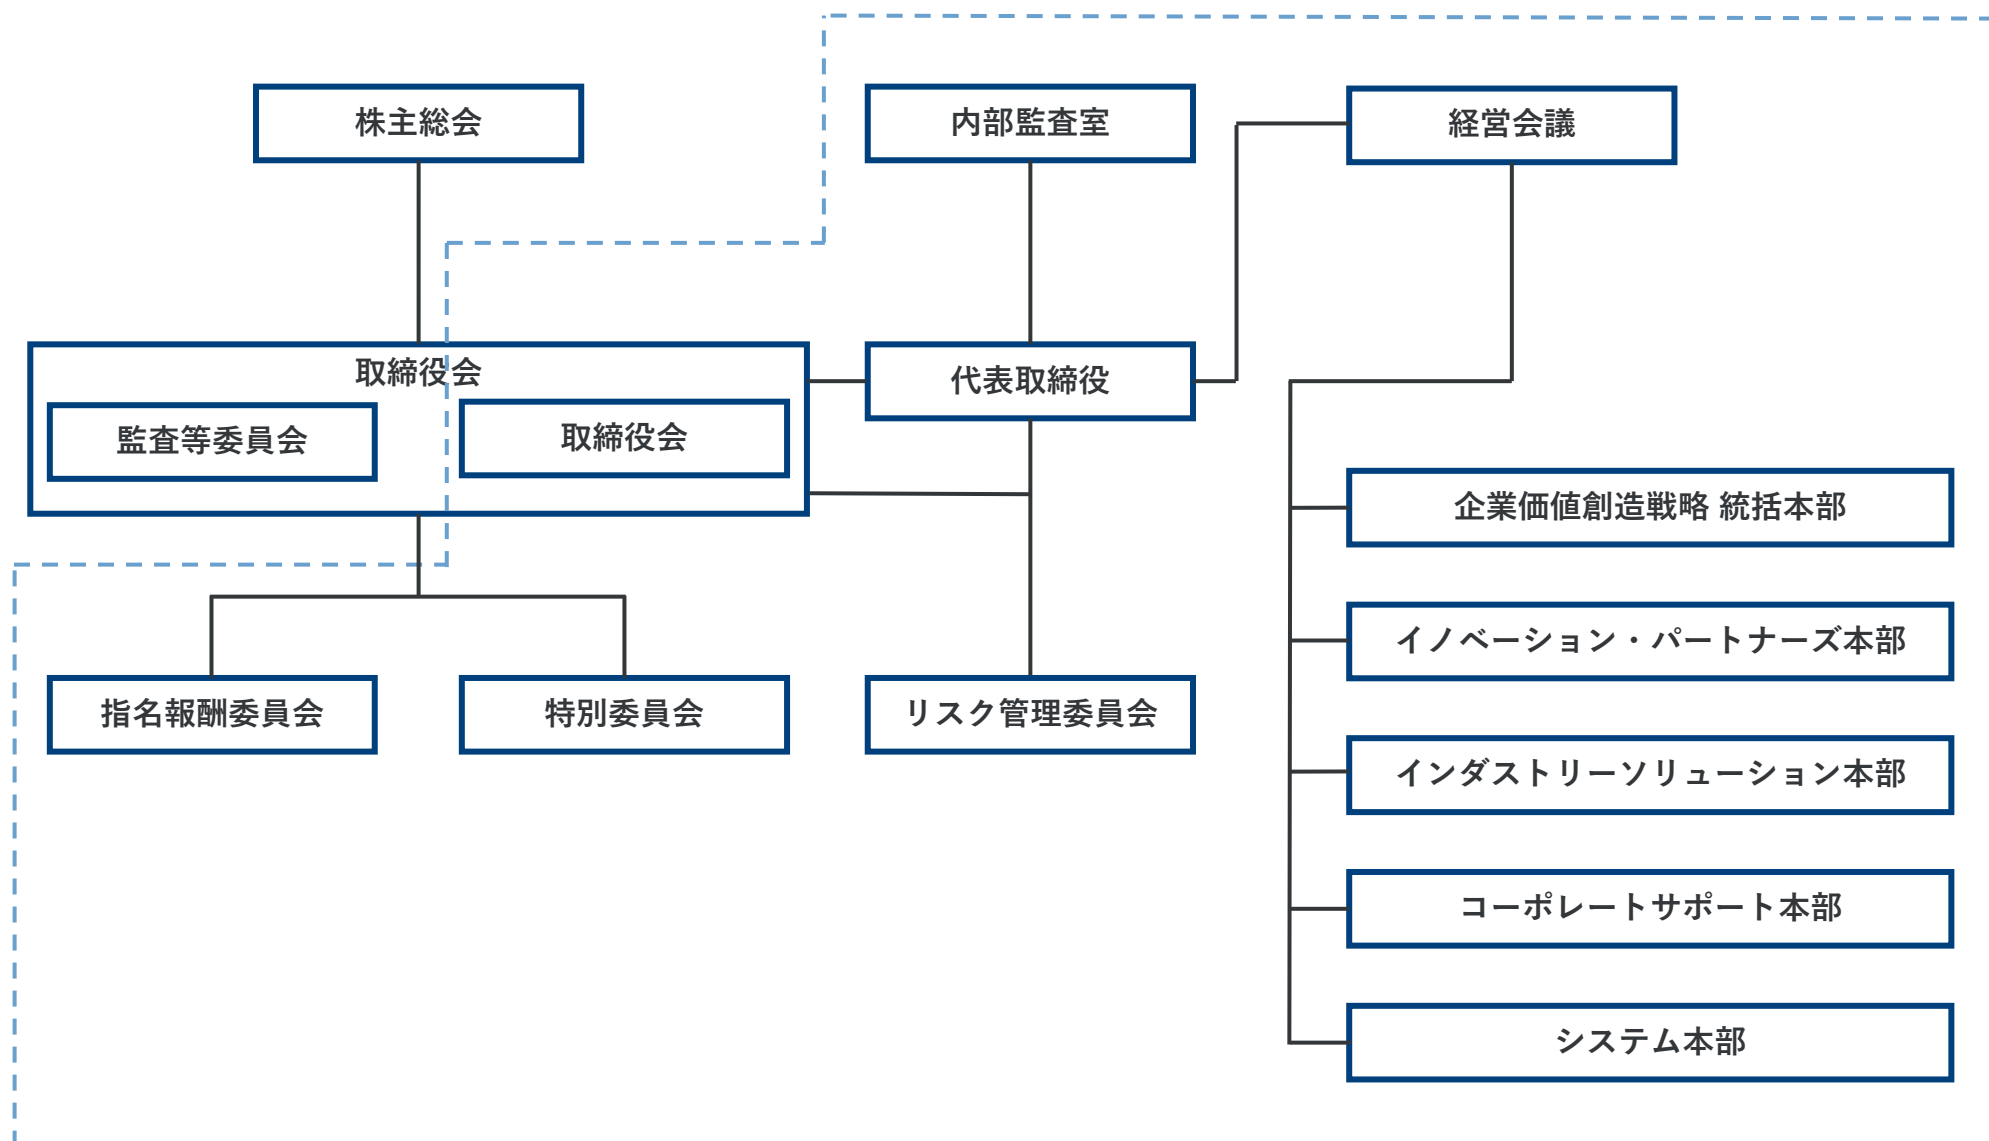 株主総会
内部監査室
経営会議
取締役会
監査等委員会
取締役会
代表取締役
企業価値創造戦略 統括本部
イノベーション・パートナーズ本部
指名報酬委員会
特別委員会
リスク管理委員会
インダストリーソリューション本部
コーポレートサポート本部
システム本部